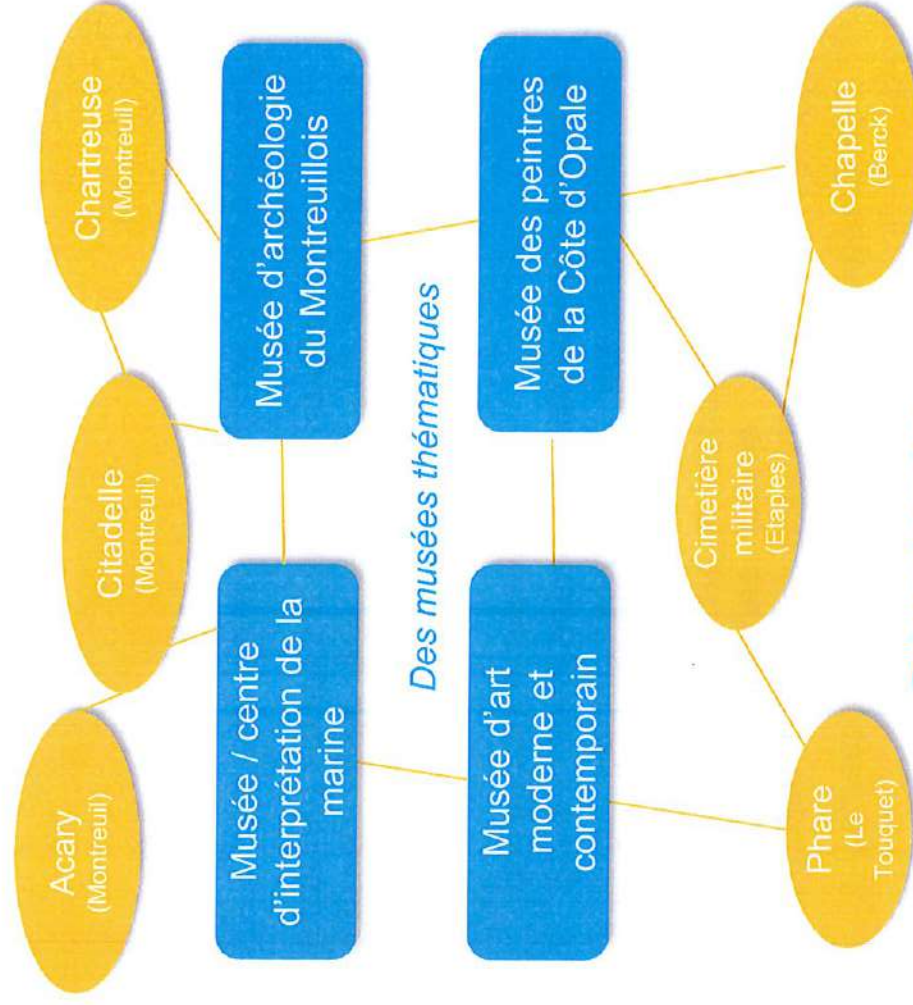 Acary
(Montreuil)
Citadelle
(Montreuil)
Chartreuse
(Montreuil)
Musée / centre
d'interprétation de la
marine
Musée d'archéologie
du Montreuillois
Des musées thématiques
Musée d'art
moderne et
contemporain
Musée des peintres
de la Côte d'Opale
Phare
(Le
Touquet)
Cimetière
militaire
(Etaples)
Chapelle
(Berck)